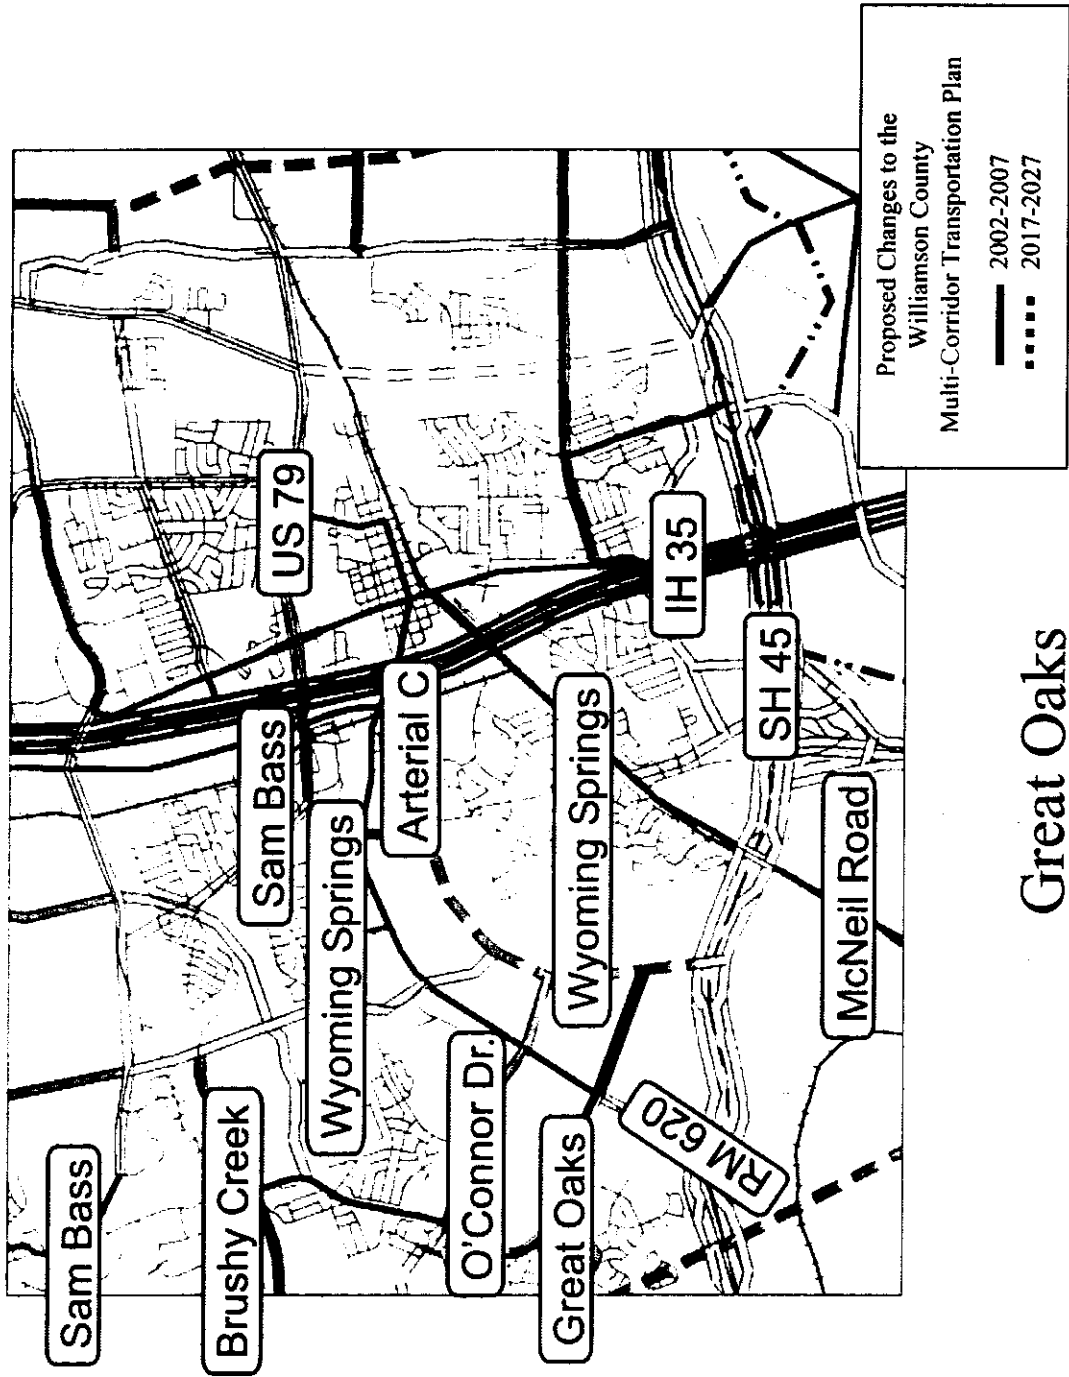 Sam Bass
Brushy Creek
O'Connor Dr.
Great Oaks
RM 620
Wyoming Springs
Sam Bass
Arterial C
Wyoming Springs
McNeil Road
US 79
IH 35
SH 45
Proposed Changes to the
Williamson County
Multi-Corridor Transportation Plan
2002-2007
2017-2027
Great Oaks